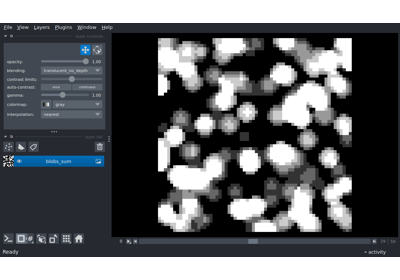 File View Layers Plugins Window Help
opacity: 1.00
blending: translucent_no_depth
contrast limits:
auto-contrast: once continuous
gamma: 1.00
colormap: gray
interpolation: nearest
blobs_sum
Ready
activity